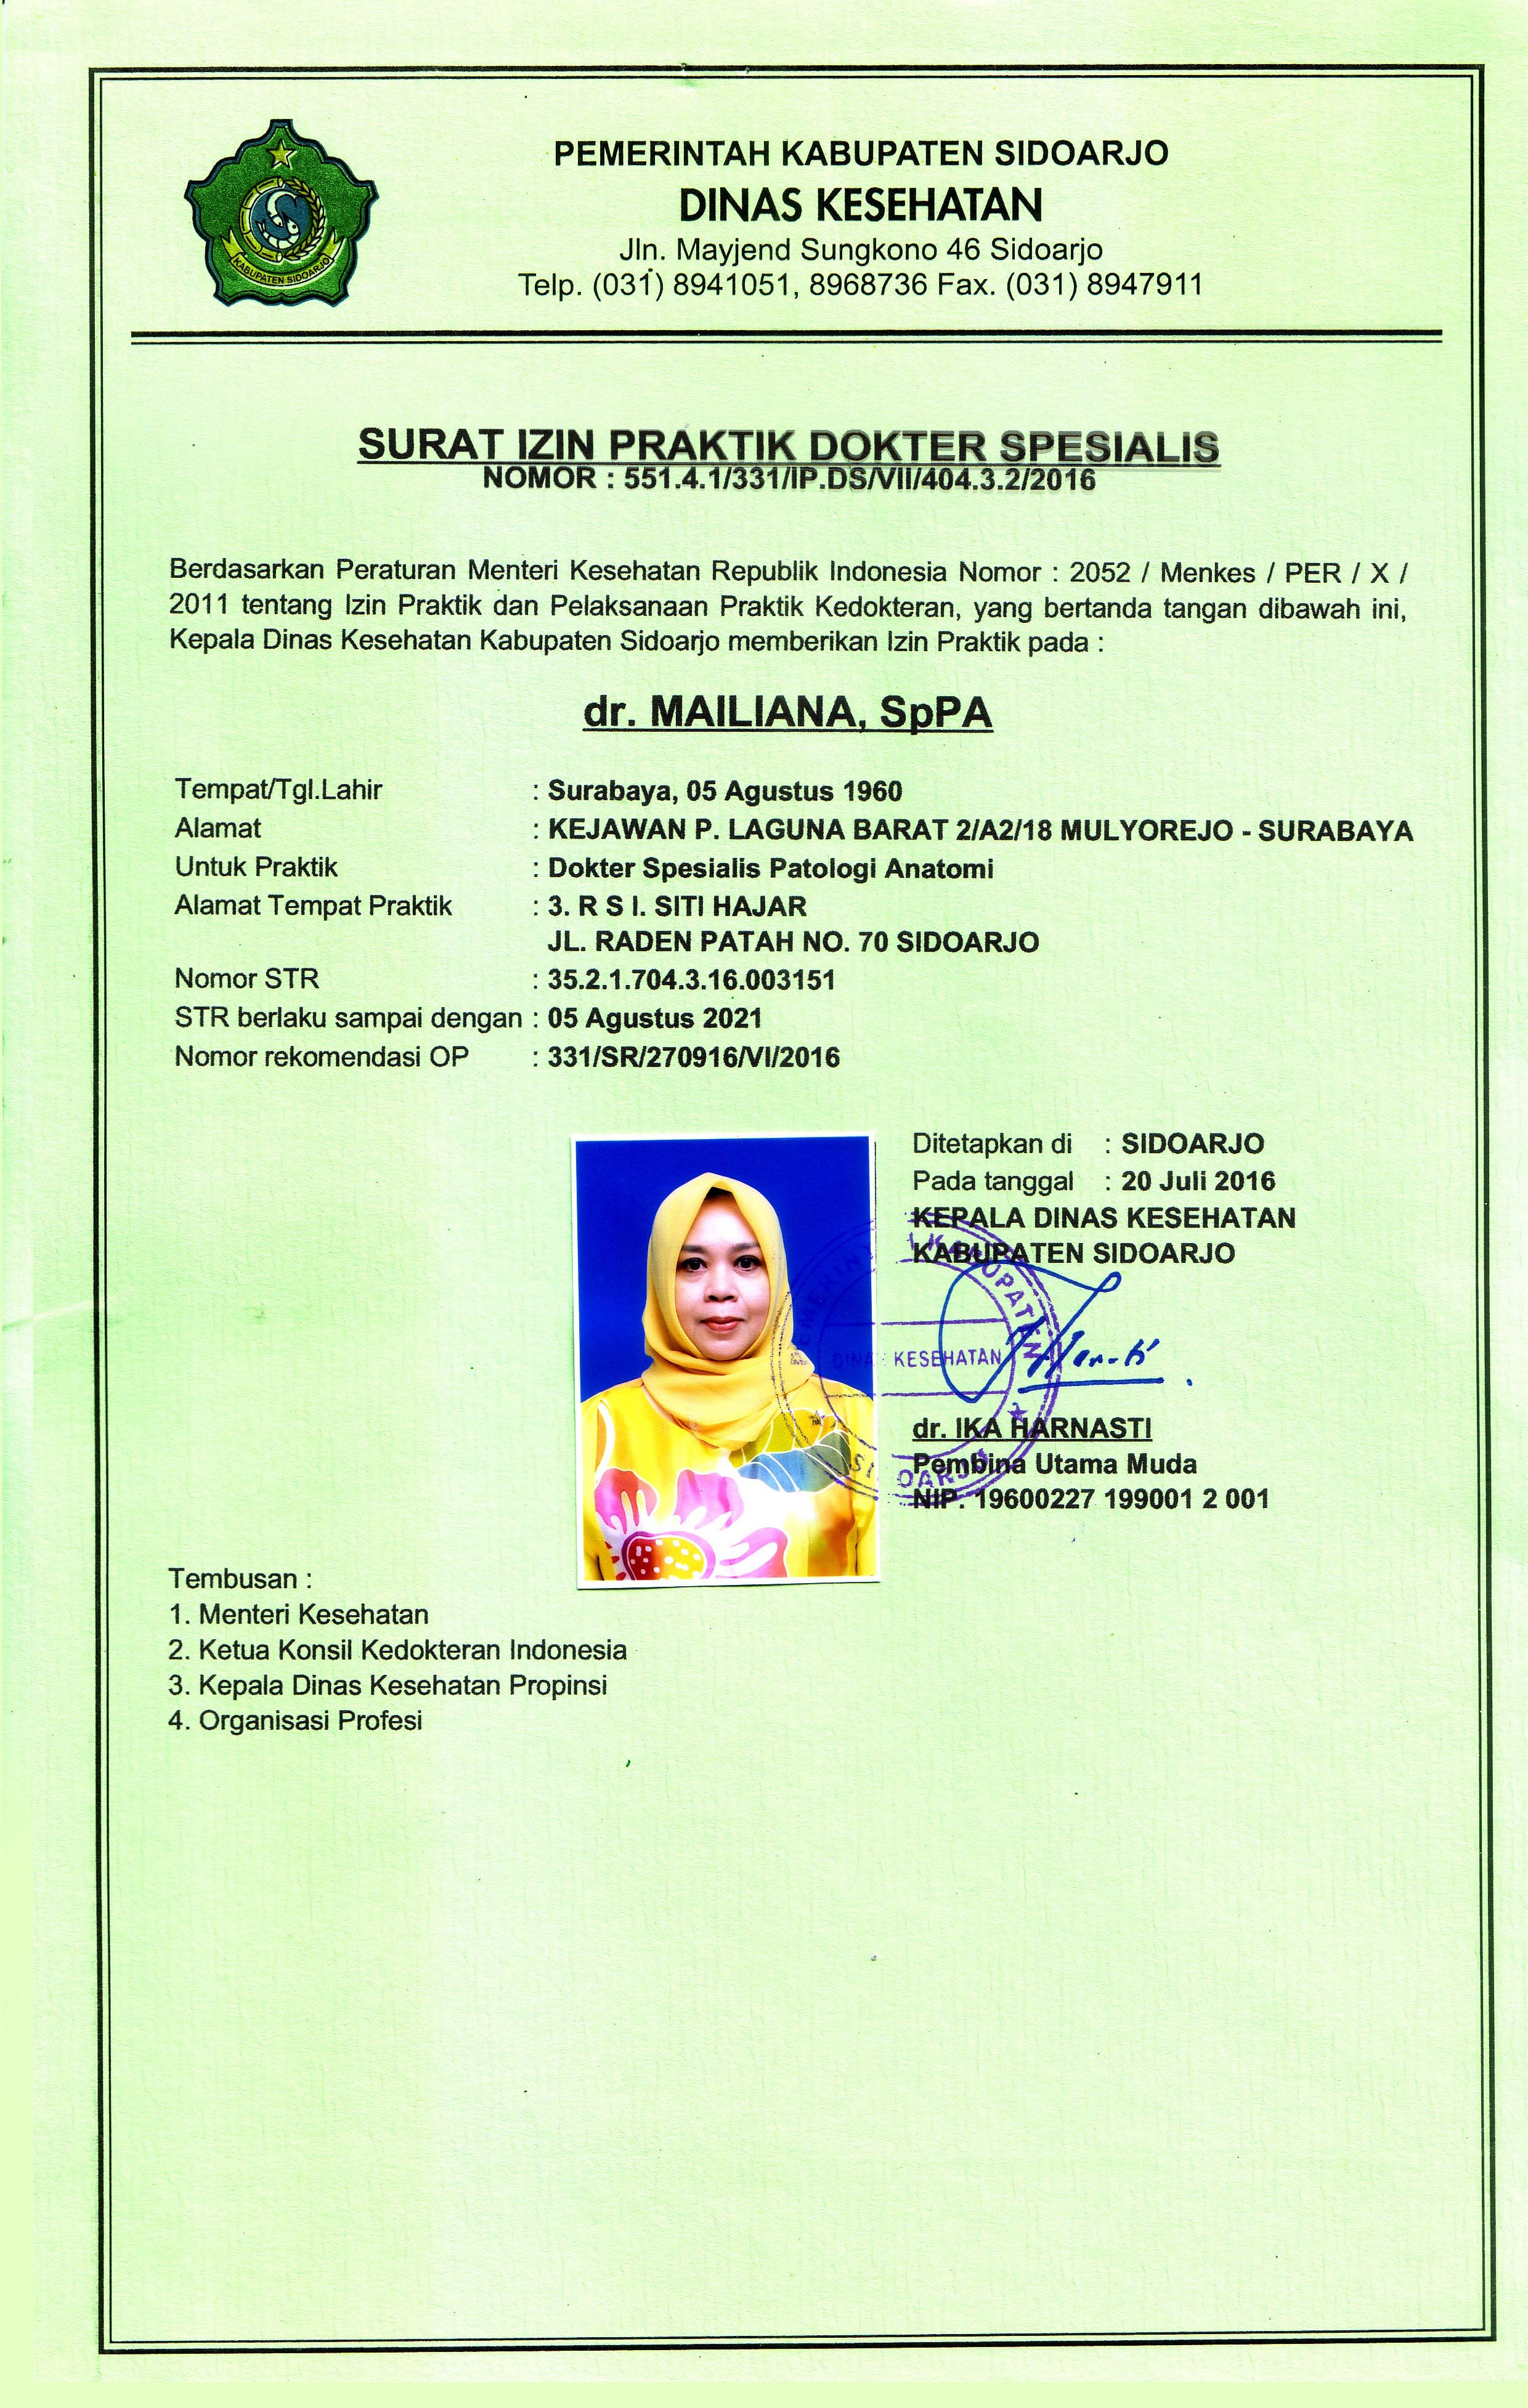 PEMERINTAH KABUPATEN SIDOARJO
DINAS KESEHATAN
Jln. Mayjend Sungkono 46 Sidoarjo
Telp. (031) 8941051, 8968736 Fax. (031) 8947911
KABUPATEN SIDOARJO
SURAT IZIN PRAKTIK DOKTER SPESIALIS
NOMOR : 551.4.1/331/IP.DS/VII/404.3.2/2016
Berdasarkan Peraturan Menteri Kesehatan Republik Indonesia Nomor : 2052 / Menkes / PER / X /
2011 tentang Izin Praktik dan Pelaksanaan Praktik Kedokteran, yang bertanda tangan dibawah ini,
Kepala Dinas Kesehatan Kabupaten Sidoarjo memberikan Izin Praktik pada :
dr. MAILIANA, SpPA
Tempat/Tgl.Lahir : Surabaya, 05 Agustus 1960
Alamat : KEJAWAN P. LAGUNA BARAT 2/A2/18 MULYOREJO - SURABAYA
Untuk Praktik : Dokter Spesialis Patologi Anatomi
Alamat Tempat Praktik : 3. R S I. SITI HAJAR
JL. RADEN PATAH NO. 70 SIDOARJO
Nomor STR : 35.2.1.704.3.16.003151
STR berlaku sampai dengan : 05 Agustus 2021
Nomor rekomendasi OP : 331/SR/270916/VI/2016
Ditetapkan di : SIDOARJO
Pada tanggal : 20 Juli 2016
KEPALA DINAS KESEHATAN
KABUPATEN SIDOARJO
DINAS KESEHATAN
dr. IKA HARNASTI
Pembina Utama Muda
NIP. 19600227 199001 2 001
Tembusan :
1. Menteri Kesehatan
2. Ketua Konsil Kedokteran Indonesia
3. Kepala Dinas Kesehatan Propinsi
4. Organisasi Profesi